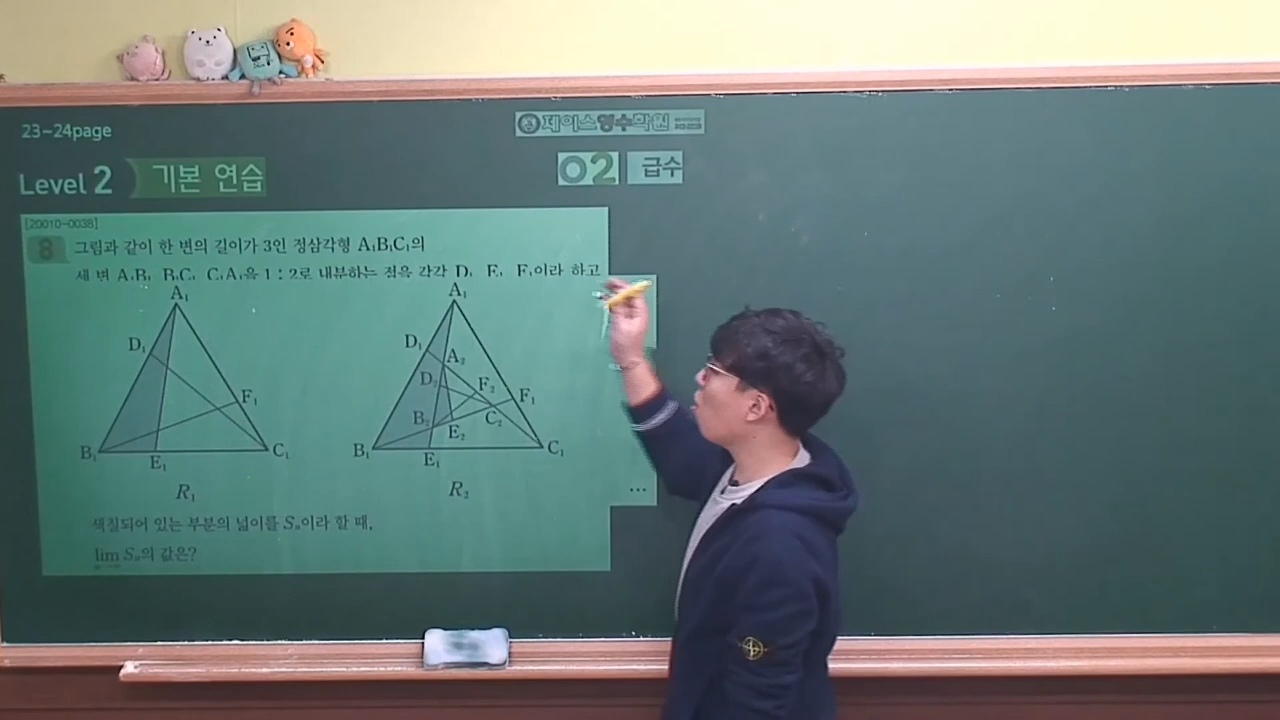 23~24page
제이스영수학원
Level 2 기본 연습
02 급수
[20010-0038]
8 그림과 같이 한 변의 길이가 3인 정삼각형 A₁B₁C₁의
세 변 A₁B₁, B₁C₁, C₁A₁을 1 : 2로 내분하는 점을 각각 D₁, E₁, F₁이라 하고
A₁
D₁
F₁
B₁
E₁
C₁
R₁
A₁
D₁
A₂
D₂
F₂
F₁
B₂
C₂
E₂
B₁
E₁
C₁
R₂
...
색칠되어 있는 부분의 넓이를 Sₙ이라 할 때,
lim Sₙ의 값은?